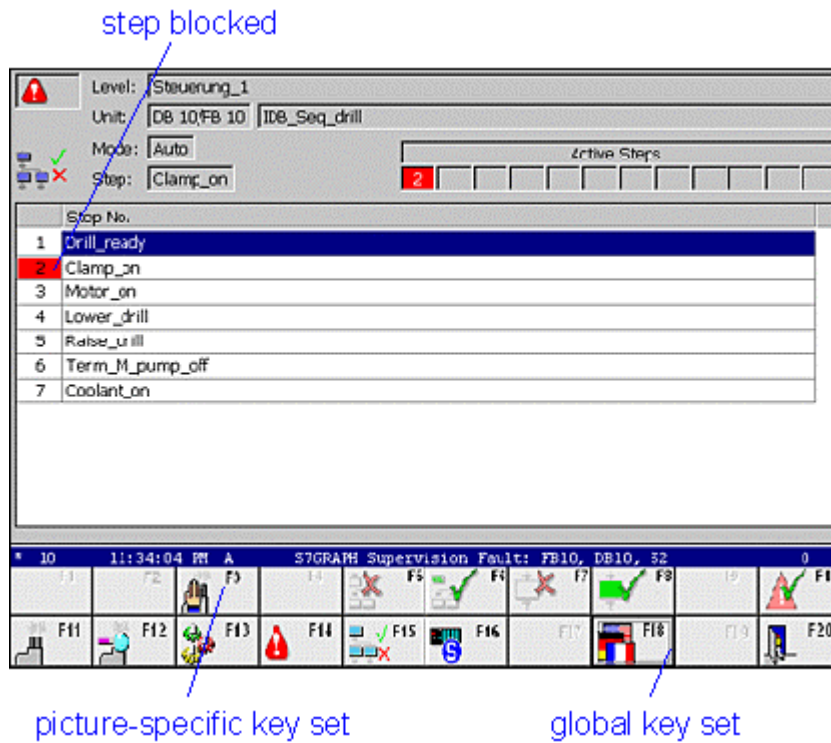 step blocked
Level: Steuerung_1
Unit: DB 10/FB 10 IDB_Seq_drill
Mode: Auto
Active Steps
Step: Clamp_on
2
Step No.
1 Drill_ready
2 Clamp_on
3 Motor_on
4 Lower_drill
5 Raise_drill
6 Term_M_pump_off
7 Coolant_on
* 10 11:34:04 PM A S7GRAPH Supervision Fault: FB10, DB10, S2 0
F1 F2 F3 F4 F5 F6 F7 F8 F9 F1
F11 F12 F13 F14 F15 F16 F17 F18 F19 F20
S
picture-specific key set
global key set